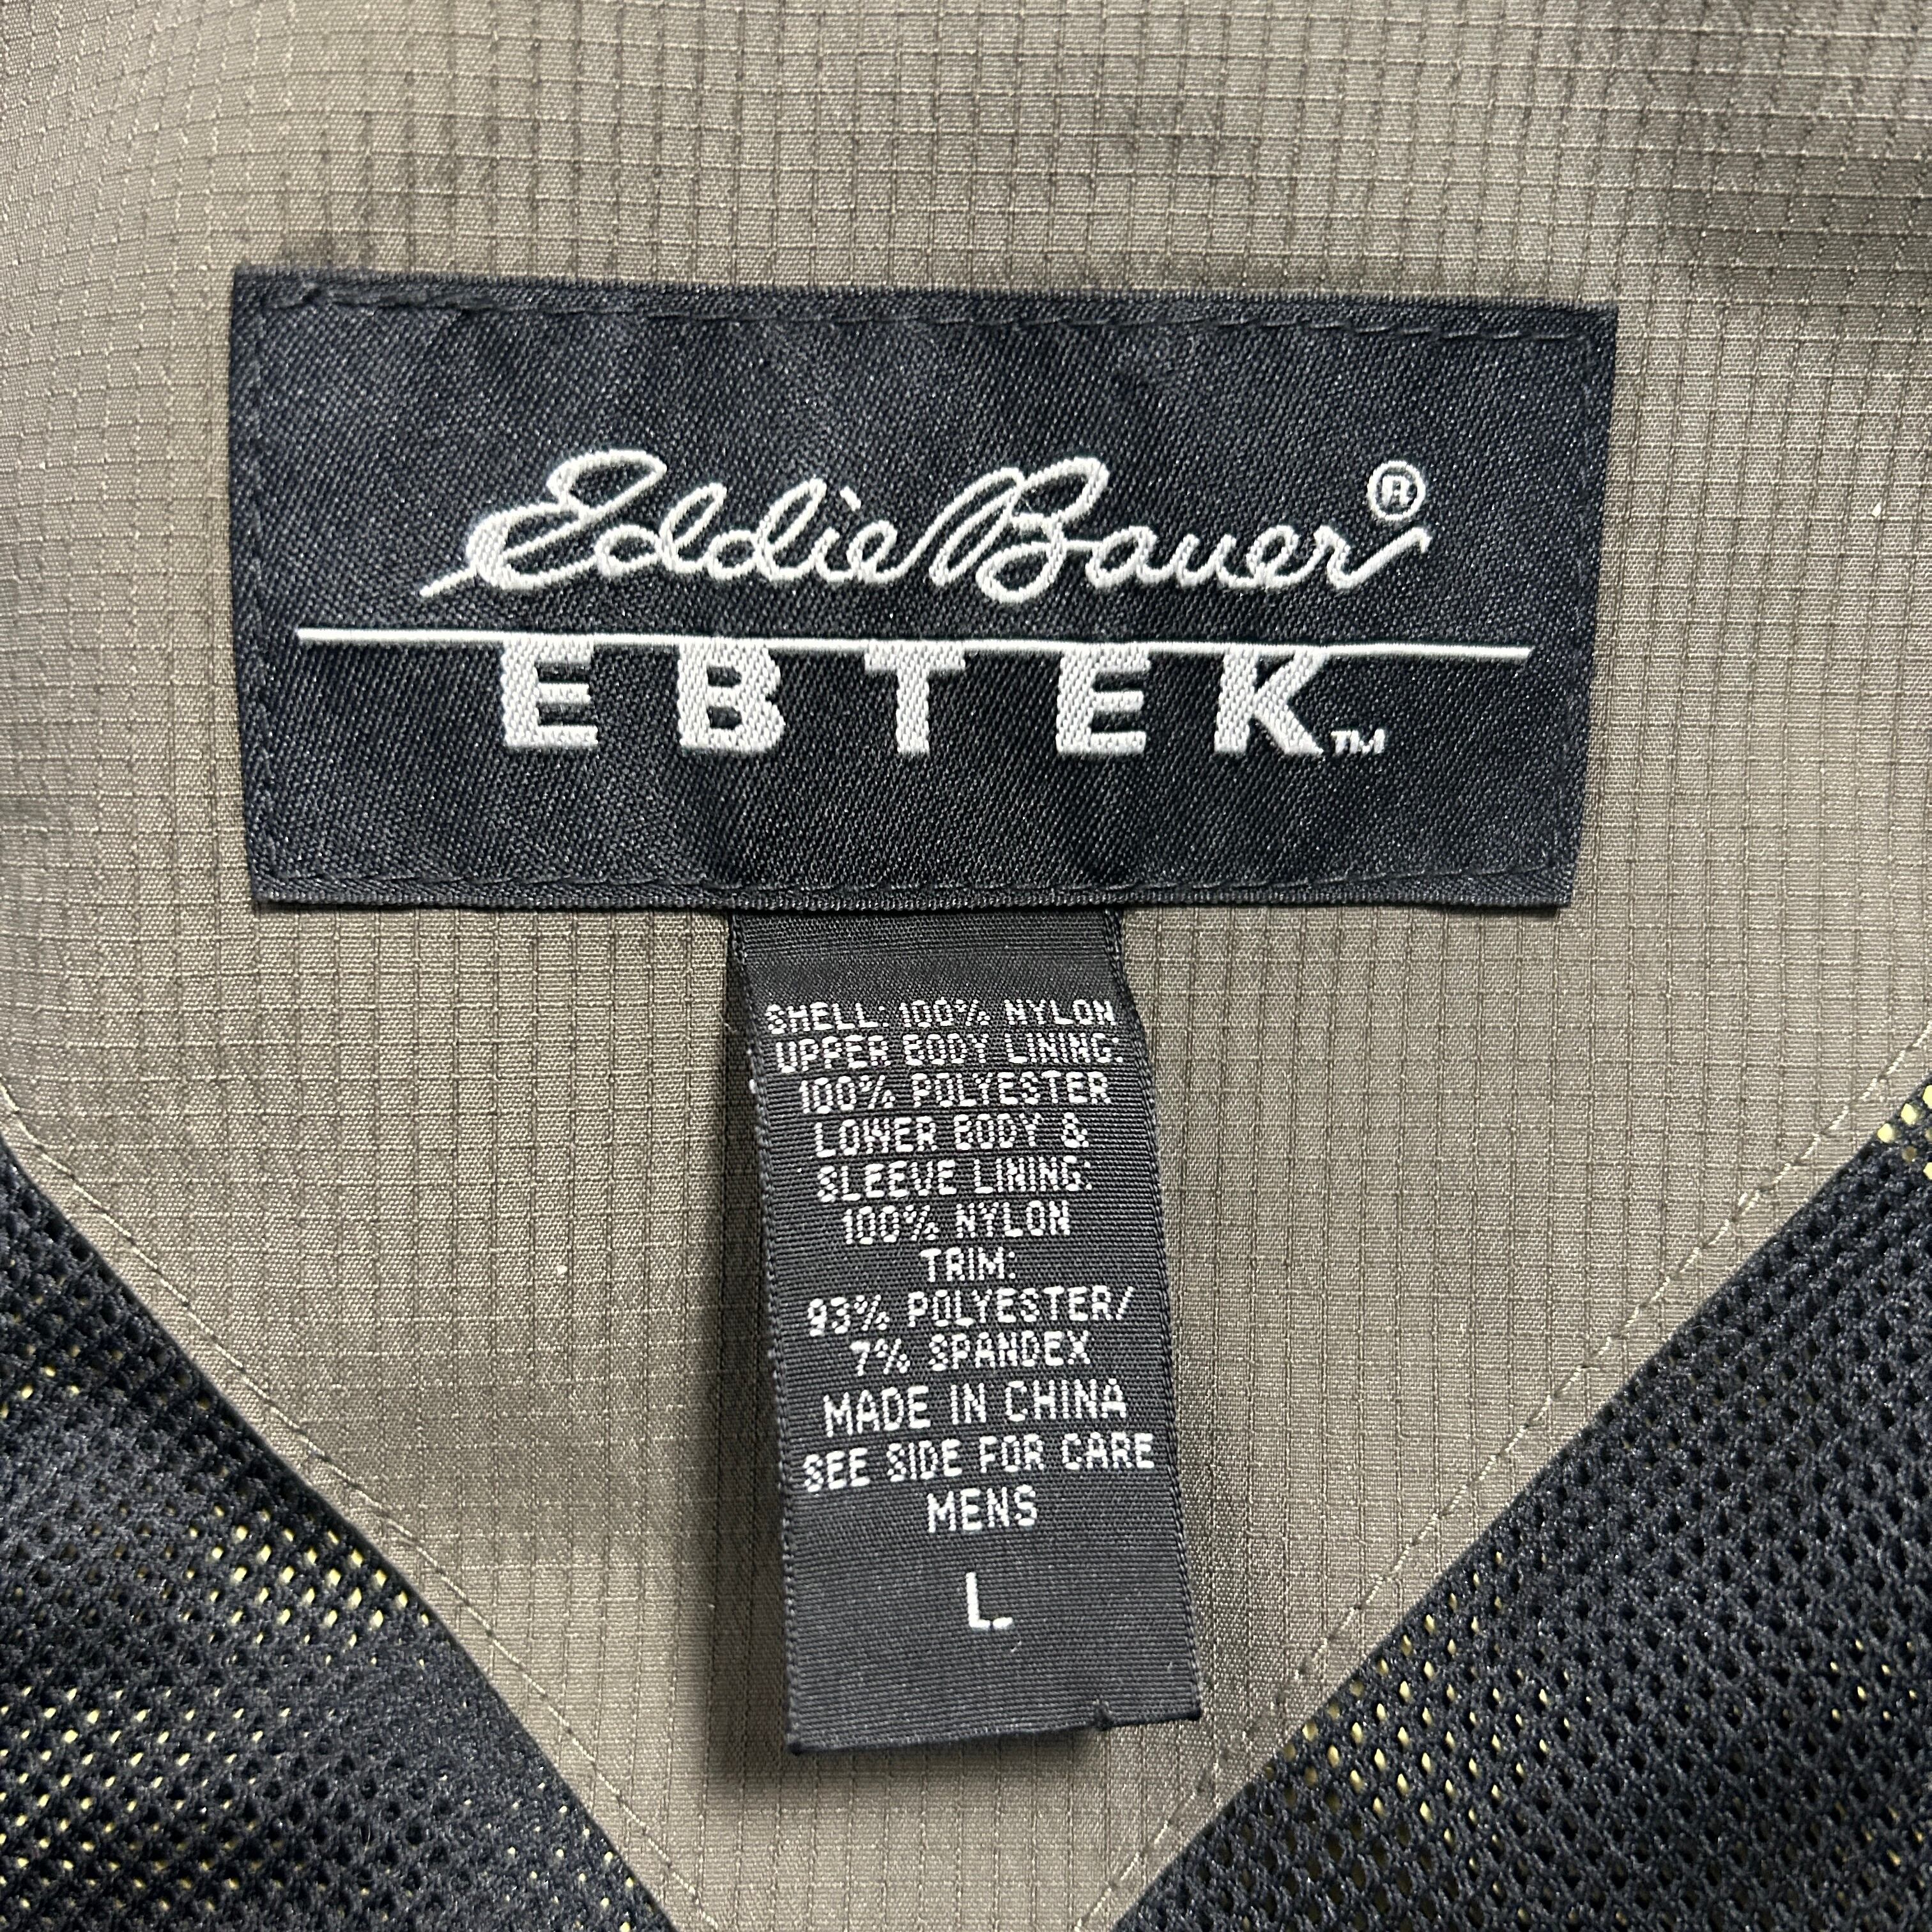 Eddie Bauer®
EBTEK™
SHELL: 100% NYLON
UPPER BODY LINING:
100% POLYESTER
LOWER BODY &
SLEEVE LINING:
100% NYLON
TRIM:
93% POLYESTER/
7% SPANDEX
MADE IN CHINA
SEE SIDE FOR CARE
MENS
L